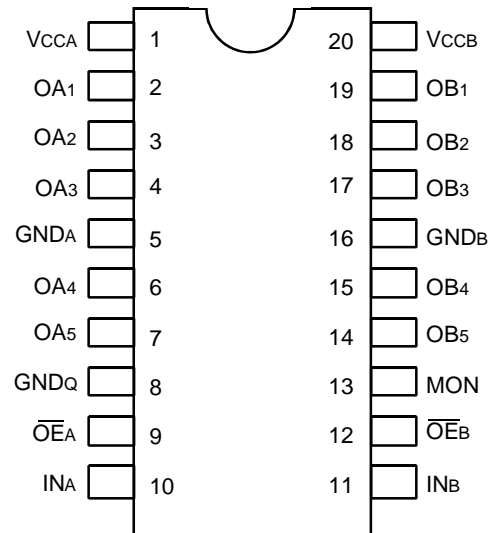 VCCA 1 20 VCCB
OA1 2 19 OB1
OA2 3 18 OB2
OA3 4 17 OB3
GNDA 5 16 GNDB
OA4 6 15 OB4
OA5 7 14 OB5
GNDQ 8 13 MON
O̅E̅A 9 12 O̅E̅B
INA 10 11 INB